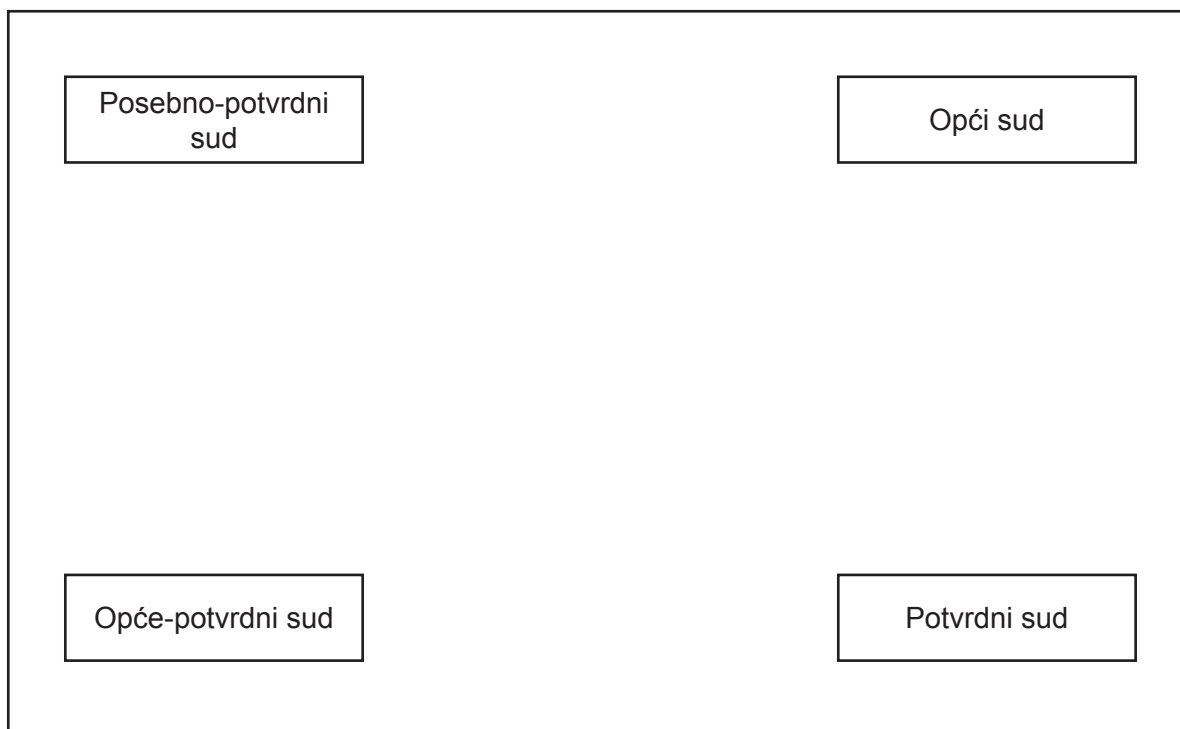 Posebno-potvrdni
sud
Opći sud
Opće-potvrdni sud
Potvrdni sud